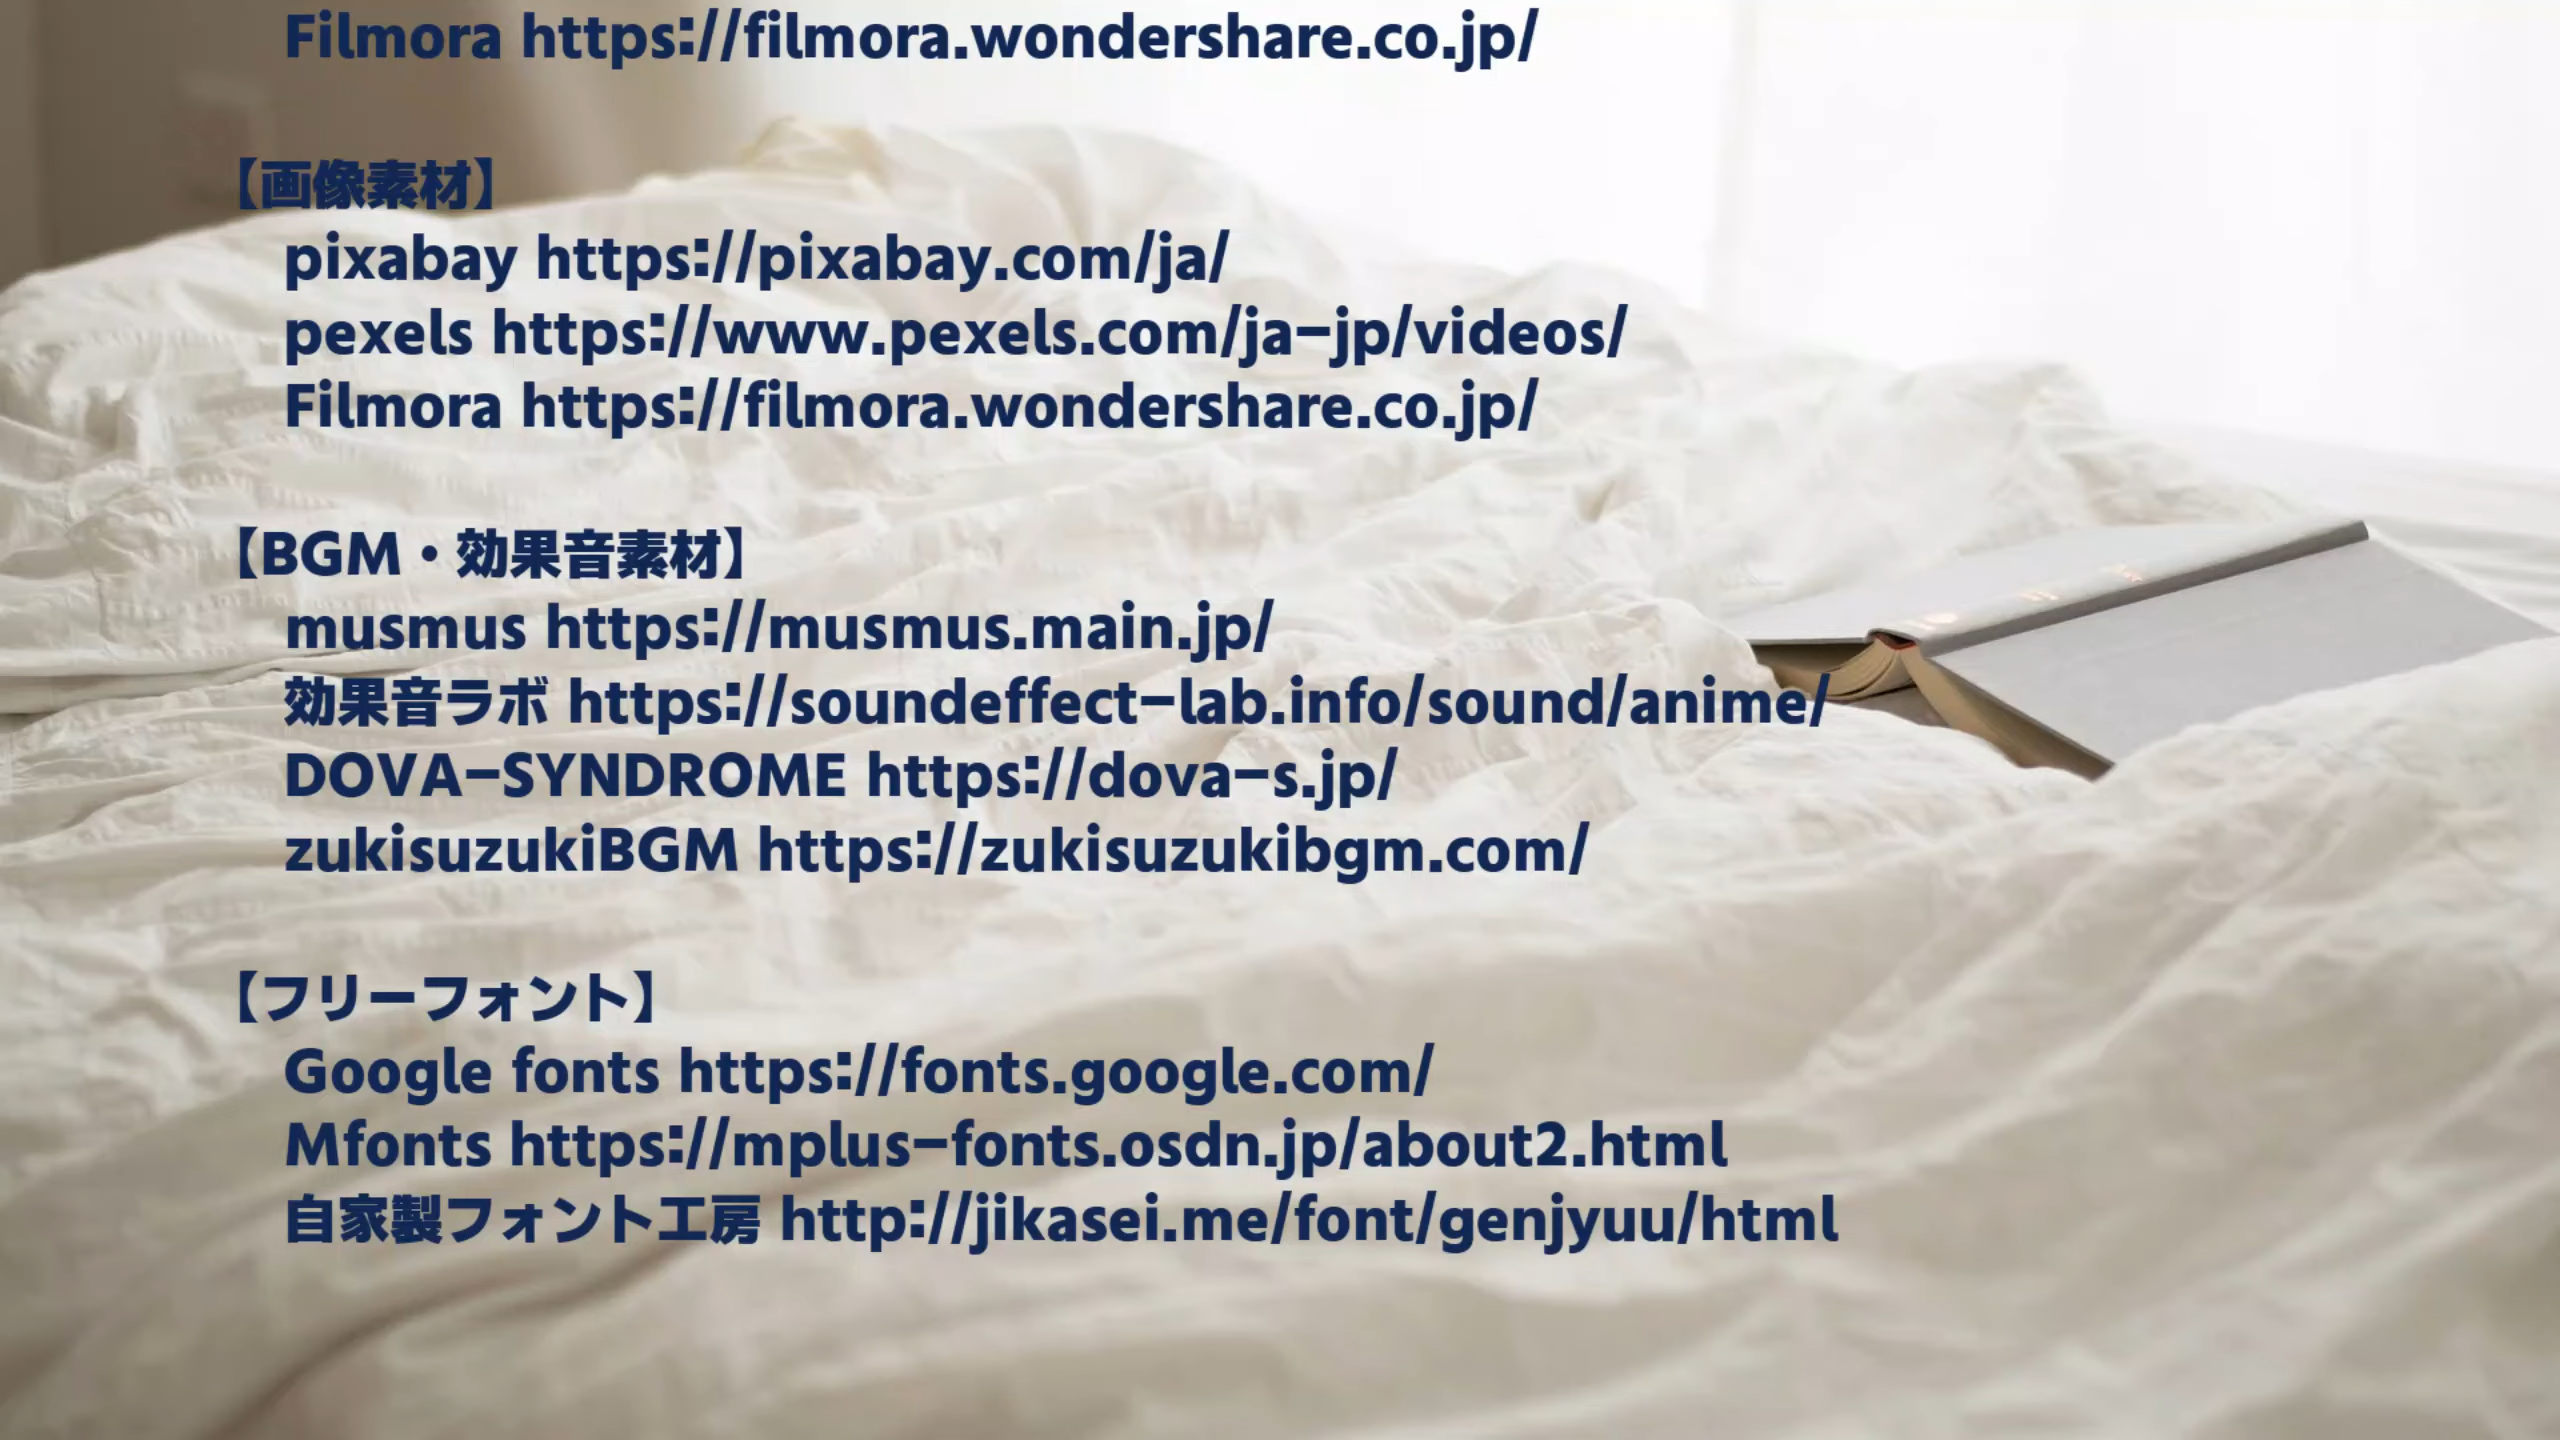 Filmora https://filmora.wondershare.co.jp/
【画像素材】
pixabay https://pixabay.com/ja/
pexels https://www.pexels.com/ja-jp/videos/
Filmora https://filmora.wondershare.co.jp/
【BGM・効果音素材】
musmus https://musmus.main.jp/
効果音ラボ https://soundeffect-lab.info/sound/anime/
DOVA-SYNDROME https://dova-s.jp/
zukisuzukiBGM https://zukisuzukibgm.com/
【フリーフォント】
Google fonts https://fonts.google.com/
Mfonts https://mplus-fonts.osdn.jp/about2.html
自家製フォント工房 http://jikasei.me/font/genjyuu/html